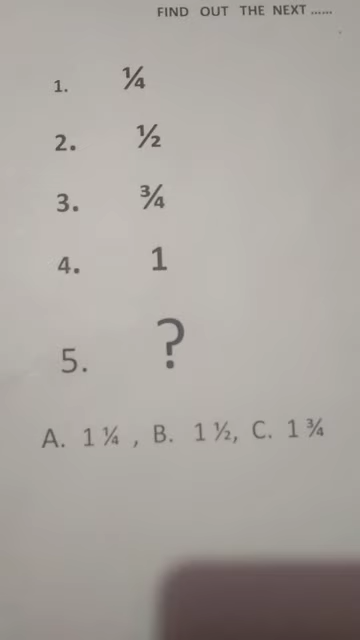 FIND OUT THE NEXT ......
1. ¼
2. ½
3. ¾
4. 1
5. ?
A. 1 ¼ , B. 1 ½, C. 1 ¾